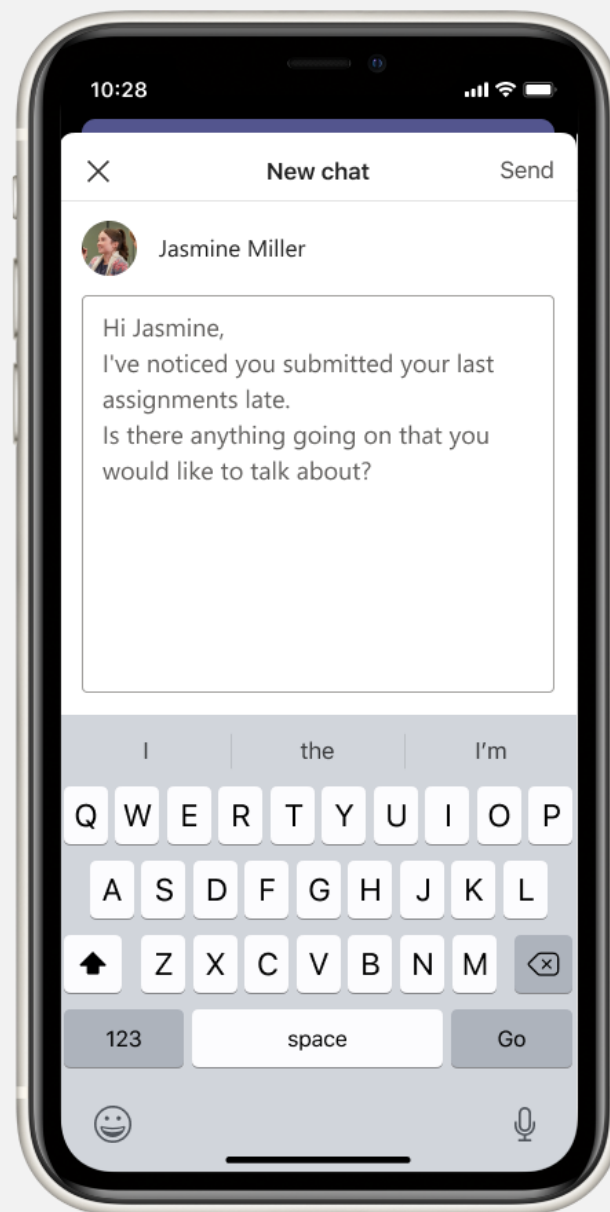 10:28
New chat
Send
Jasmine Miller
Hi Jasmine,
I've noticed you submitted your last
assignments late.
Is there anything going on that you
would like to talk about?
I the I'm
Q W E R T Y U I O P
A S D F G H J K L
Z X C V B N M
123 space Go